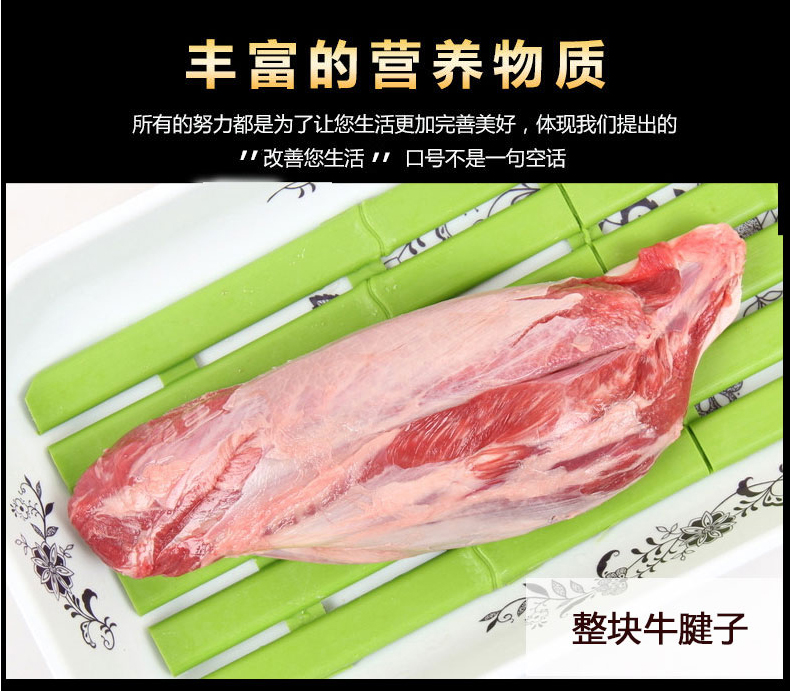 丰富的营养物质
所有的努力都是为了让您生活更加完善美好，体现我们提出的
〃改善您生活〃 口号不是一句空话
整块牛腱子